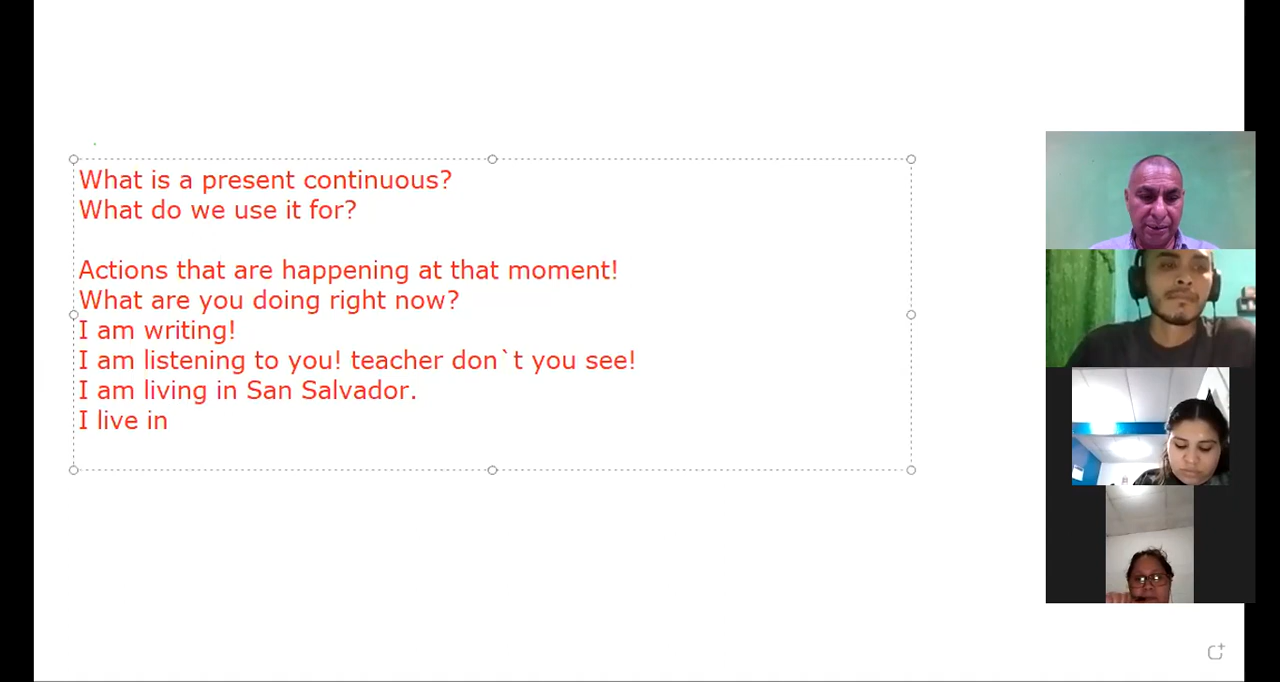 What is a present continuous?
What do we use it for?
Actions that are happening at that moment!
What are you doing right now?
I am writing!
I am listening to you! teacher don`t you see!
I am living in San Salvador.
I live in